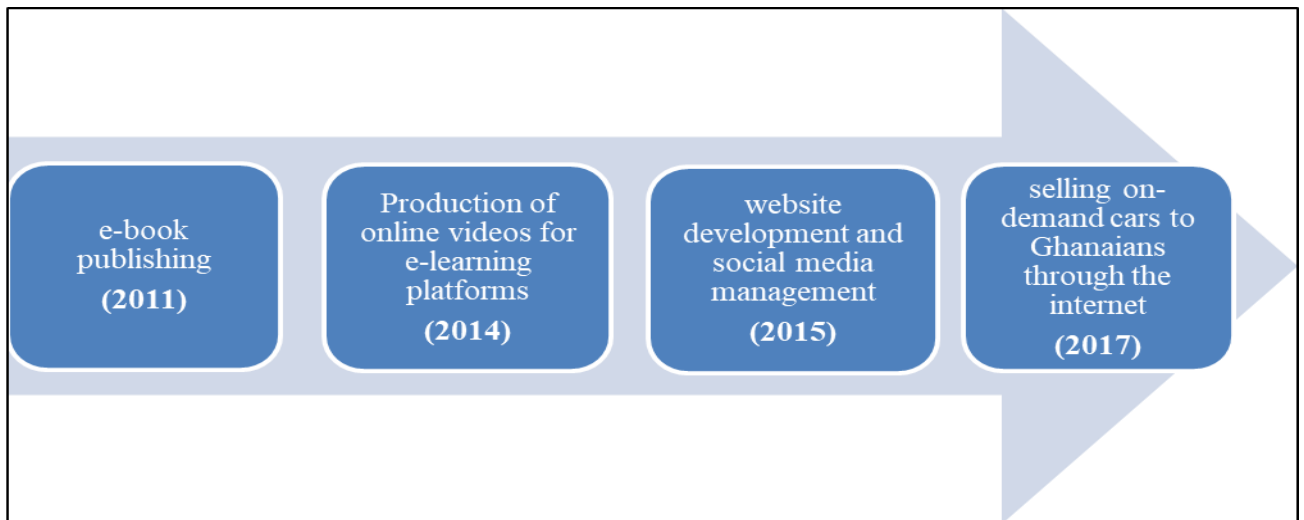 e-book
publishing
(2011)
Production of
online videos for
e-learning
platforms
(2014)
website
development and
social media
management
(2015)
selling on-
demand cars to
Ghanaians
through the
internet
(2017)